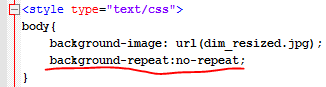 <style type="text/css">
body{
background-image: url(dim_resized.jpg);
background-repeat:no-repeat;
}